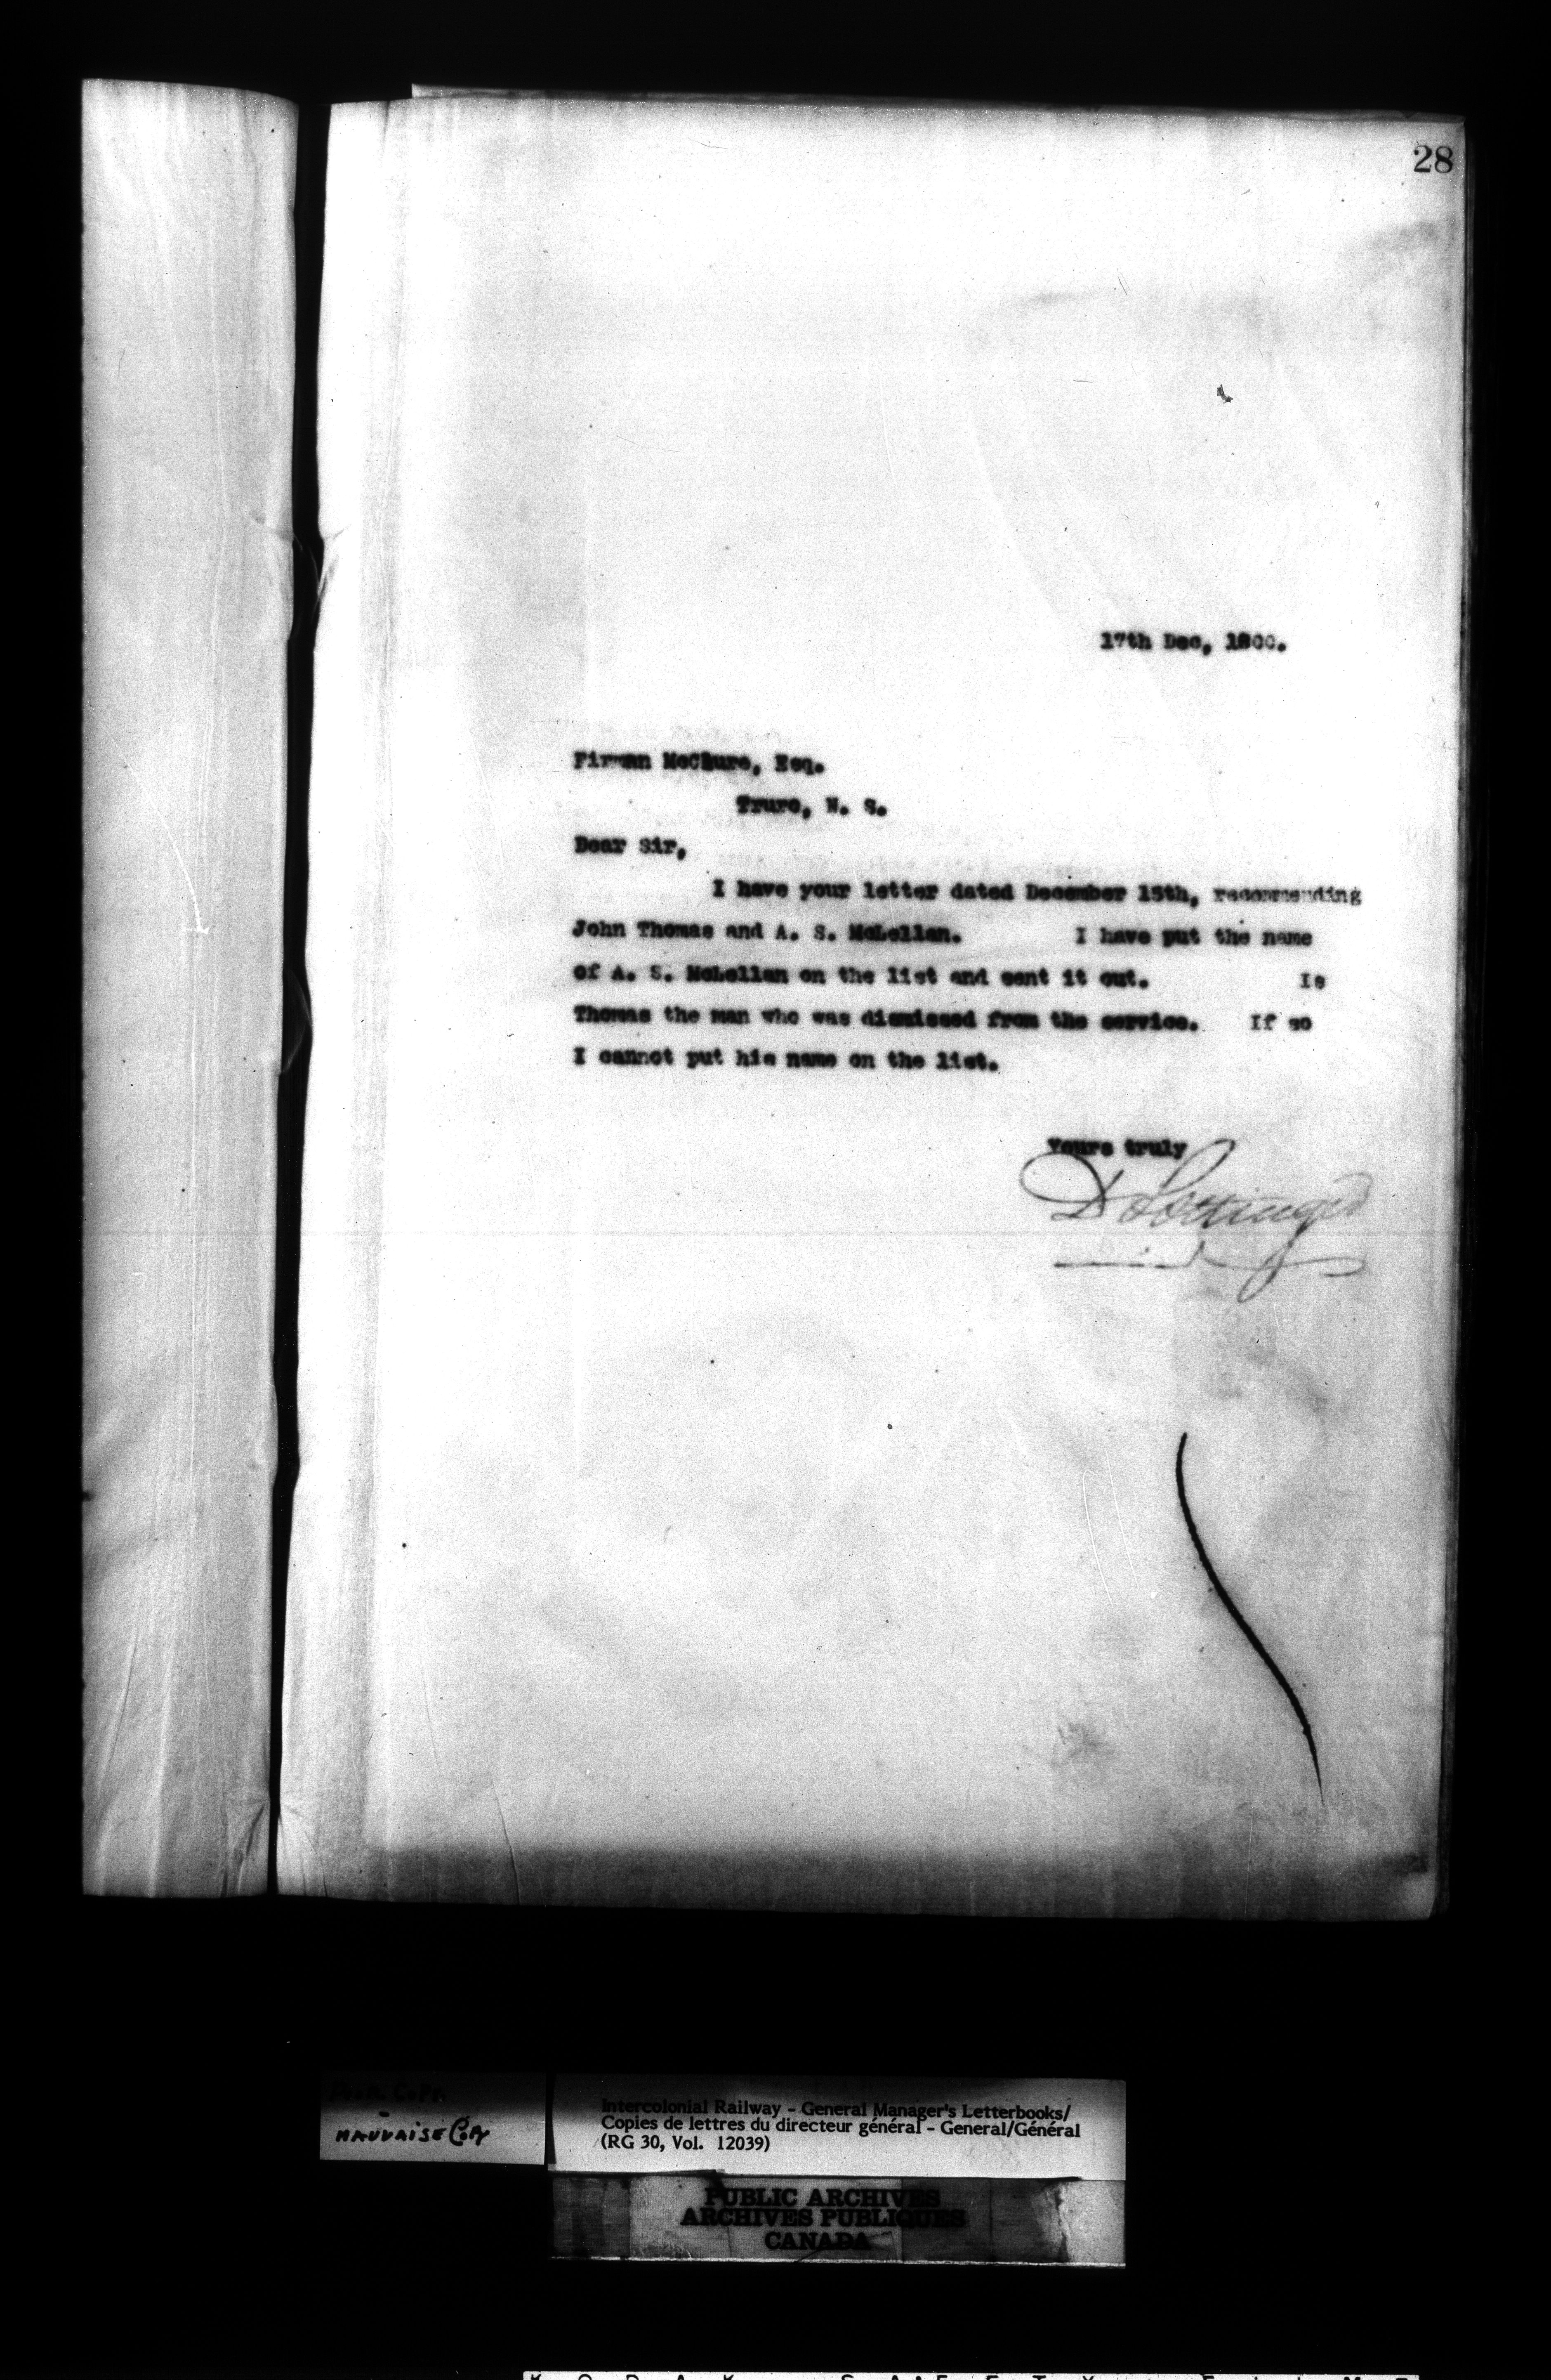 28
17th Dec, 1900.
Firman McClure, Esq.
Truro, N. S.
Dear Sir,
I have your letter dated December 15th, recommending
John Thomas and A. S. McLellan. I have put the name
of A. S. McLellan on the list and sent it out. Is
Thomas the man who was dismissed from the service. If so
I cannot put his name on the list.
Yours truly
D Pottinger
Poor Copy
MAUVAISE Copy
Intercolonial Railway - General Manager's Letterbooks/
Copies de lettres du directeur général - General/Général
(RG 30, Vol. 12039)
PUBLIC ARCHIVES
ARCHIVES PUBLIQUES
CANADA